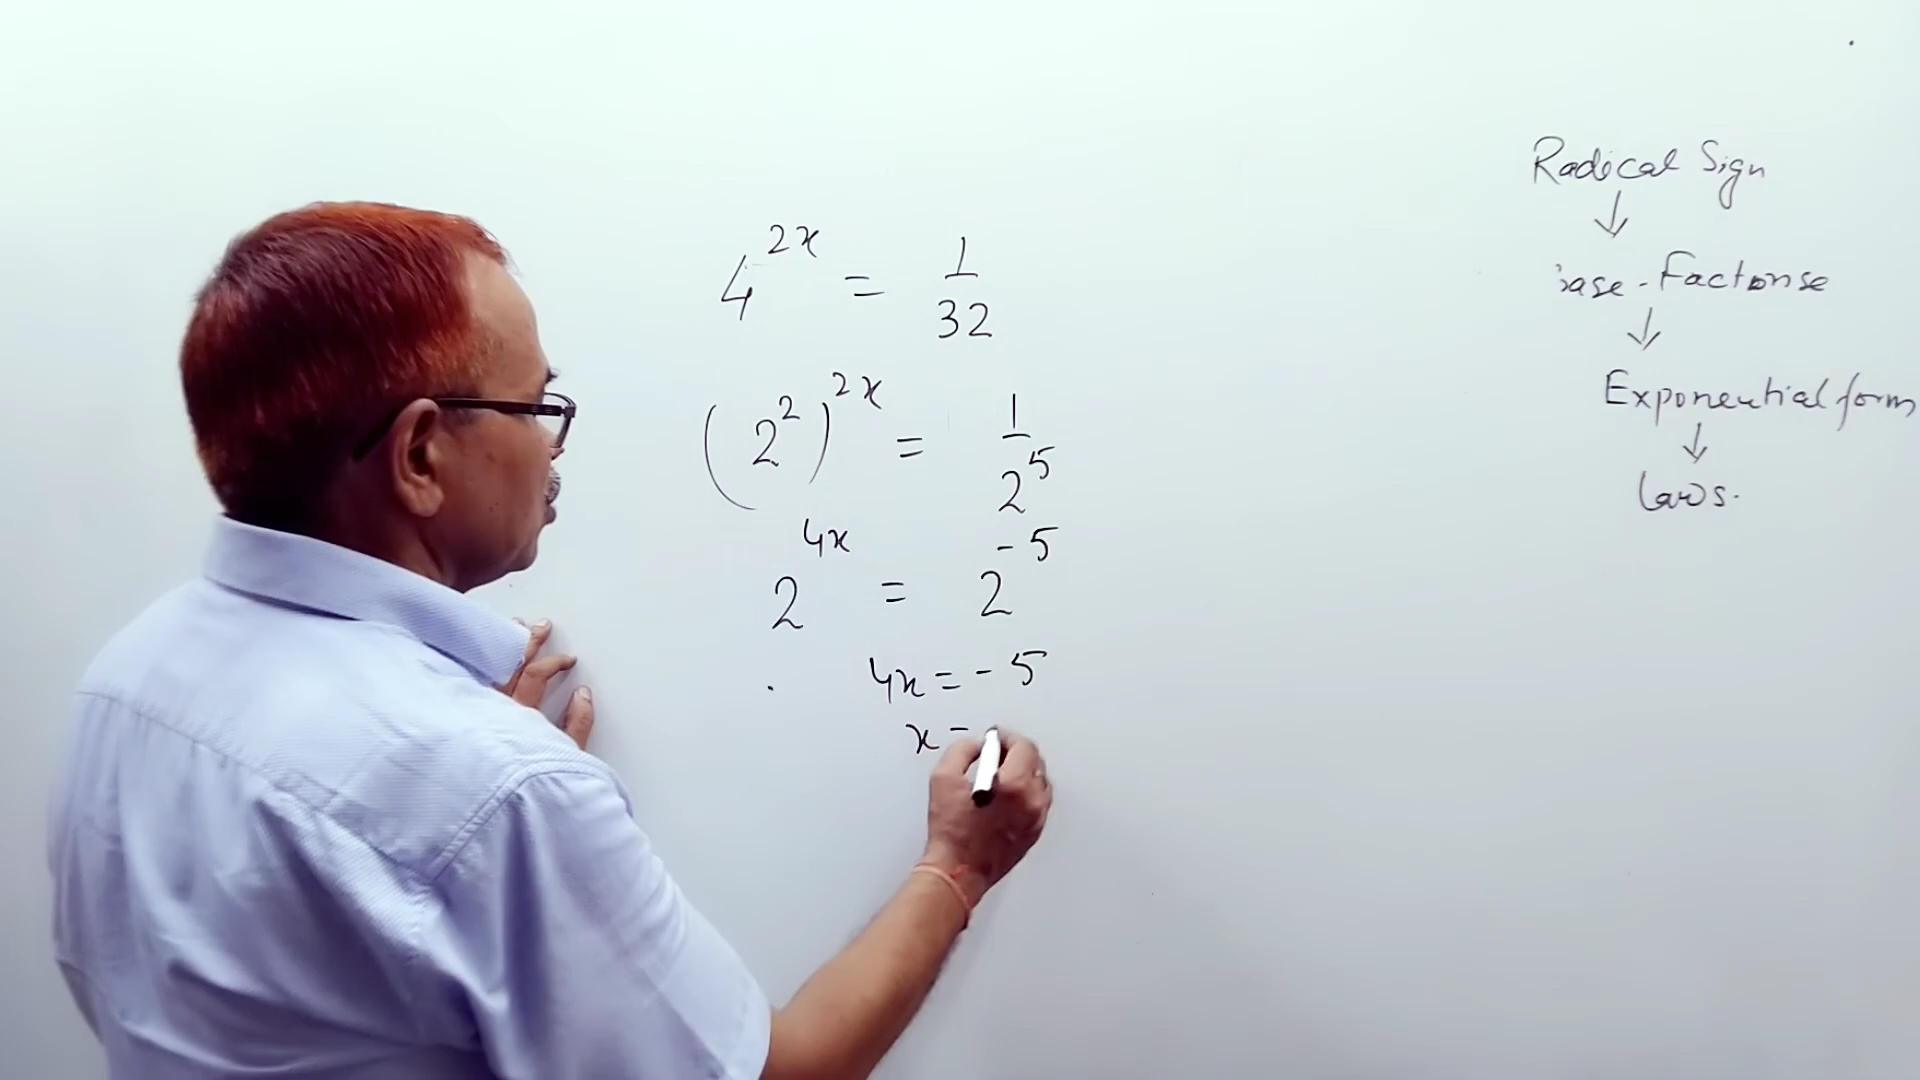 4^{2x} = 1/32
(2^2)^{2x} = 1/2^5
2^{4x} = 2^{-5}
4x = -5
x =
Radical Sign
↓
base - Factorise
↓
Exponential form
↓
Laws.